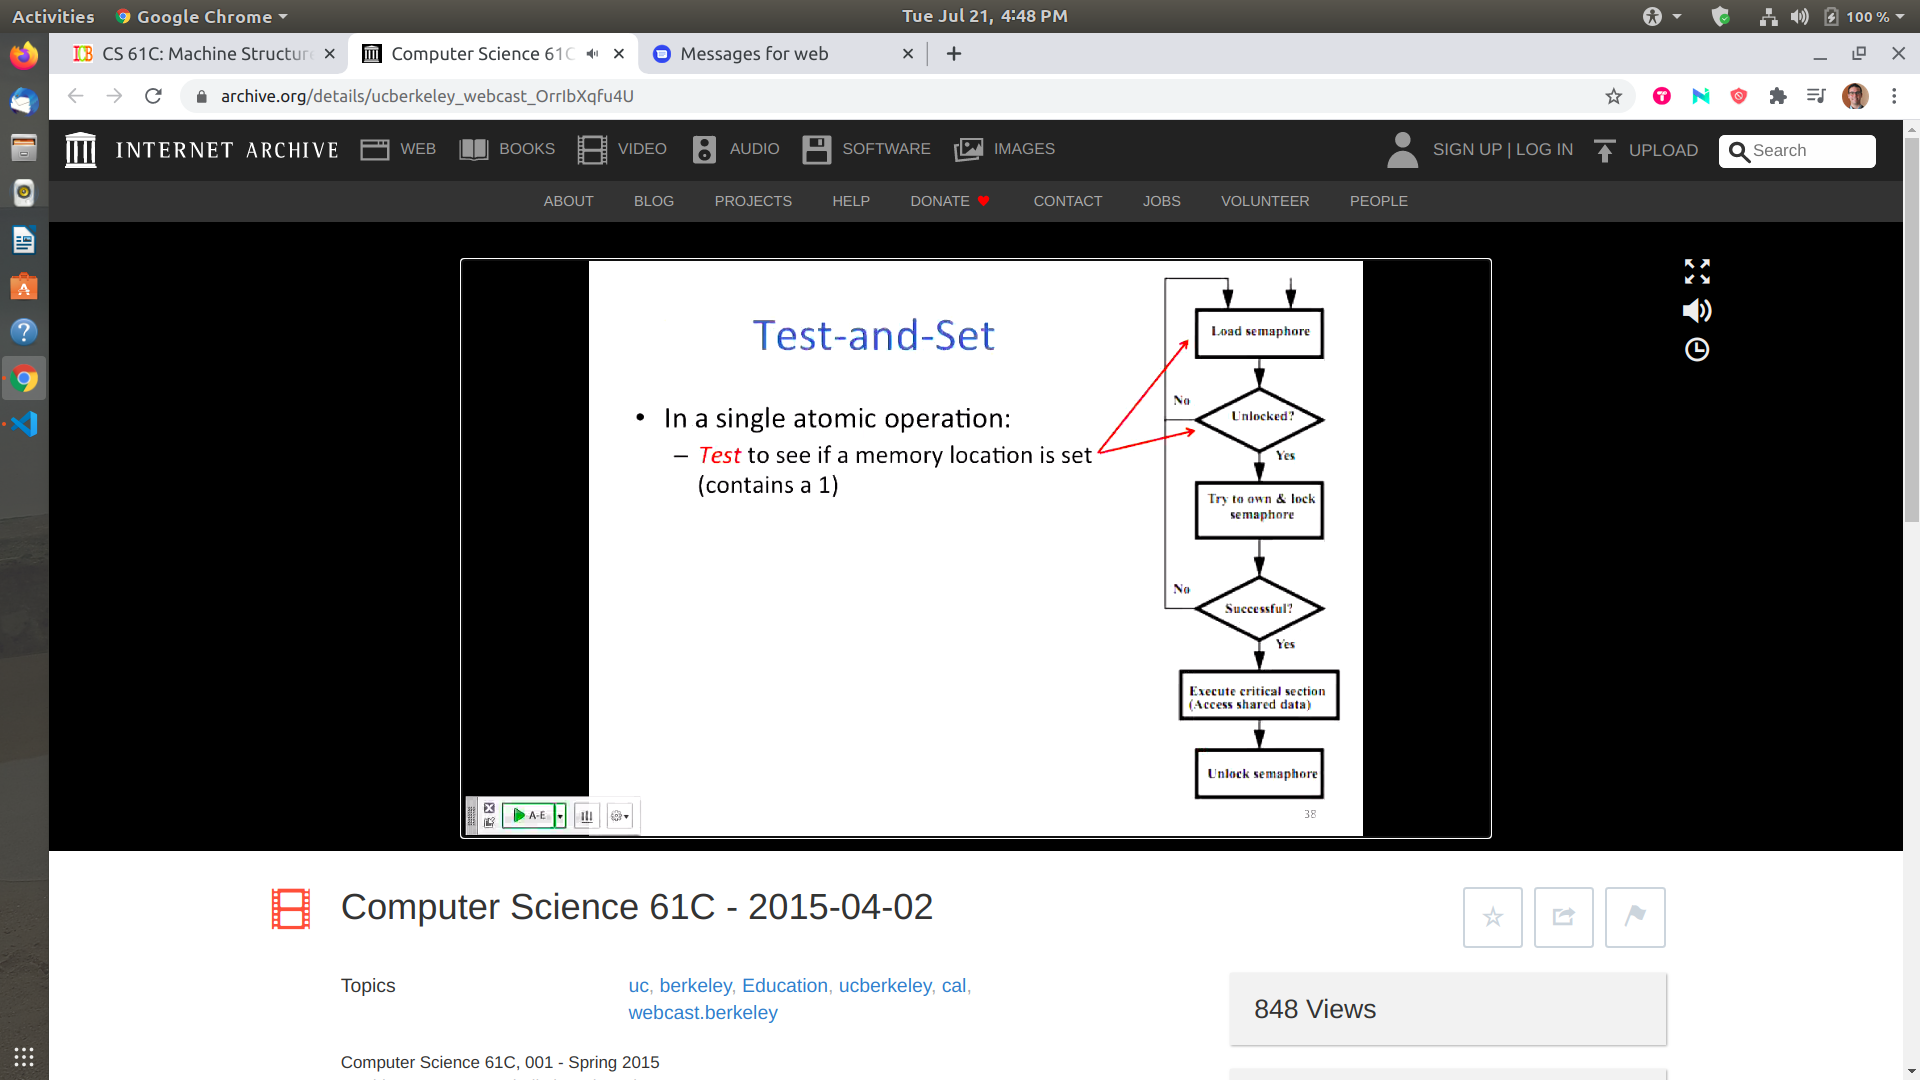 Activities
Google Chrome
Tue Jul 21, 4:48 PM
100 %
CS 61C: Machine Structure
Computer Science 61C
Messages for web
archive.org/details/ucberkeley_webcast_OrrIbXqfu4U
INTERNET ARCHIVE
WEB
BOOKS
VIDEO
AUDIO
SOFTWARE
IMAGES
SIGN UP | LOG IN
UPLOAD
Search
ABOUT
BLOG
PROJECTS
HELP
DONATE
CONTACT
JOBS
VOLUNTEER
PEOPLE
Test-and-Set
• In a single atomic operation:
– Test to see if a memory location is set
(contains a 1)
Load semaphore
No
Unlocked?
Yes
Try to own & lock
semaphore
No
Successful?
Yes
Execute critical section
(Access shared data)
Unlock semaphore
38
A-E
Computer Science 61C - 2015-04-02
Topics
uc, berkeley, Education, ucberkeley, cal,
webcast.berkeley
848 Views
Computer Science 61C, 001 - Spring 2015